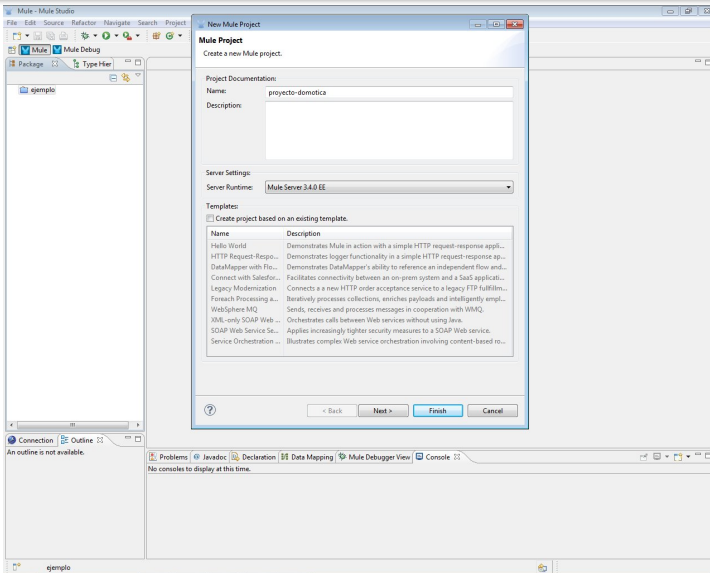 Mule - Mule Studio
File Edit Source Refactor Navigate Search Project
Mule Mule Debug
Package Type Hier
ejemplo
New Mule Project
Mule Project
Create a new Mule project.
Project Documentation:
Name: proyecto-domotica
Description:
Server Settings:
Server Runtime: Mule Server 3.4.0 EE
Templates:
Create project based on an existing template.
Name Description
Hello World Demonstrates Mule in action with a simple HTTP request-response appli...
HTTP Request-Respo... Demonstrates logger functionality in a simple HTTP request-response ap...
DataMapper with Flo... Demonstrates DataMapper's ability to reference an independent flow and...
Connect with Salesfor... Facilitates connectivity between an on-prem system and a SaaS applicati...
Legacy Modernization Connects a a new HTTP order acceptance service to a legacy FTP fullfillm...
Foreach Processing a... Iteratively processes collections, enriches payloads and intelligently empl...
WebSphere MQ Sends, receives and processes messages in cooperation with WMQ.
XML-only SOAP Web ... Orchestrates calls between Web services without using Java.
SOAP Web Service Se... Applies increasingly tighter security measures to a SOAP Web service.
Service Orchestration ... Illustrates complex Web service orchestration involving content-based ro...
? < Back Next > Finish Cancel
Connection Outline
An outline is not available.
Problems @ Javadoc Declaration Data Mapping Mule Debugger View Console
No consoles to display at this time.
ejemplo